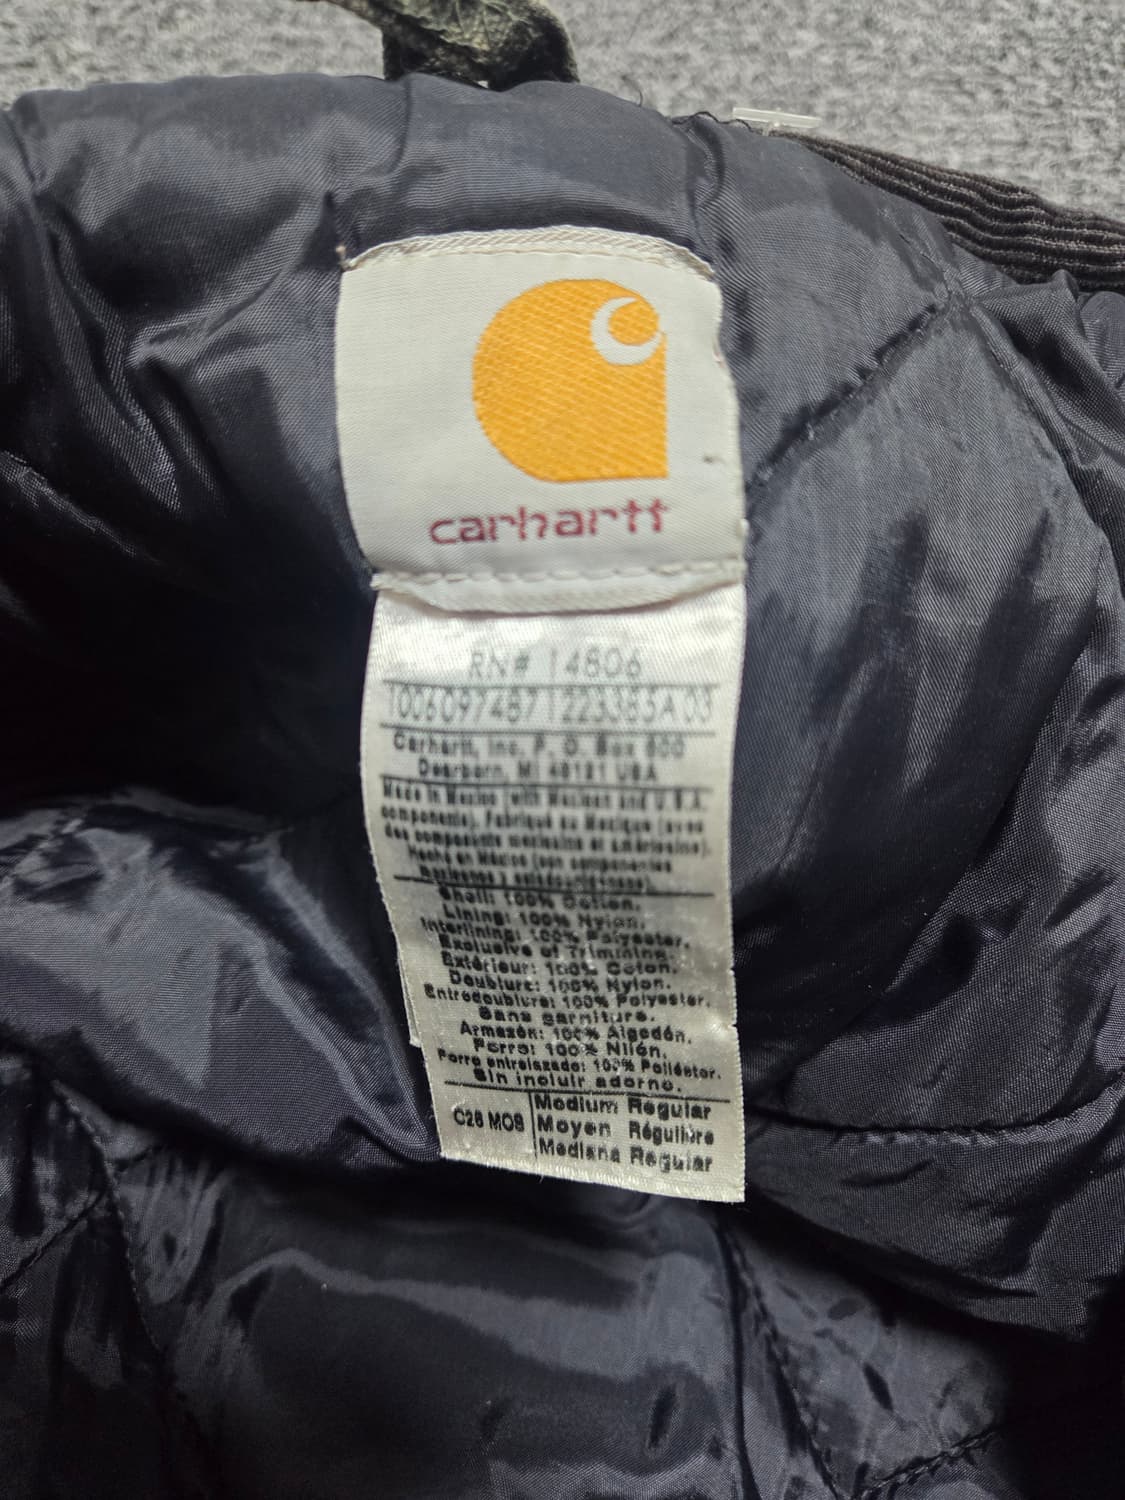 carhartt
RN# 14806
1006097487 1223385A 03
Carhartt, Inc. P. O. Box 600
Dearborn, MI 48121 USA
Made in Mexico (with Mexican and U.S.A.
components). Fabriqué au Mexique (avec
des composants mexicains et américains).
Hecho en México (con componentes
Shell: 100% Cotton.
Lining: 100% Nylon.
Interlining: 100% Polyester.
Exclusive of Trimming.
Extérieur: 100% Coton.
Doublure: 100% Nylon.
Entredoublure: 100% Polyester.
Sans garniture.
Armazón: 100% Algodón.
Forro: 100% Nilón.
Forro entrelazado: 100% Poliéster.
Sin incluir adorno.
C26 MOS
Medium Regular
Moyen Régulière
Mediana Regular